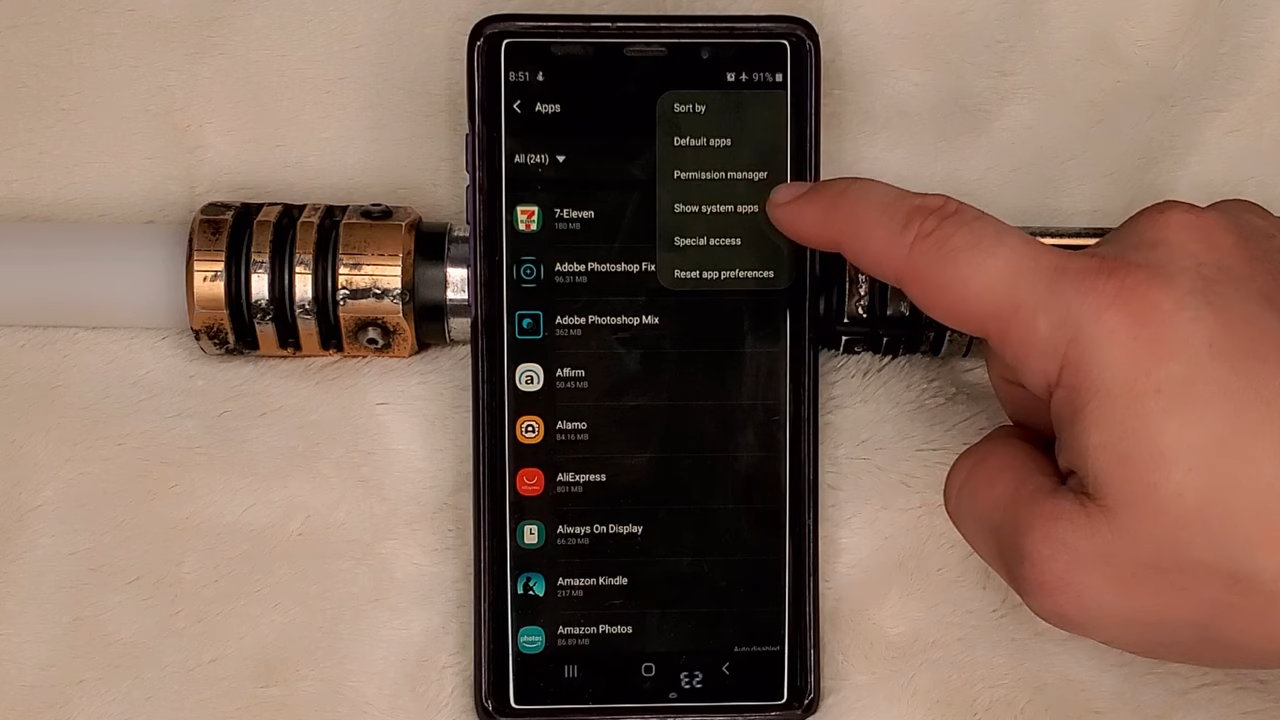 8:51
91%
Apps
Sort by
Default apps
Permission manager
Show system apps
Special access
Reset app preferences
All (241)
7-Eleven
180 MB
Adobe Photoshop Fix
96.31 MB
Adobe Photoshop Mix
362 MB
Affirm
50.45 MB
Alamo
84.16 MB
AliExpress
801 MB
Always On Display
66.20 MB
Amazon Kindle
217 MB
photos
Amazon Photos
86.89 MB
Auto disabled